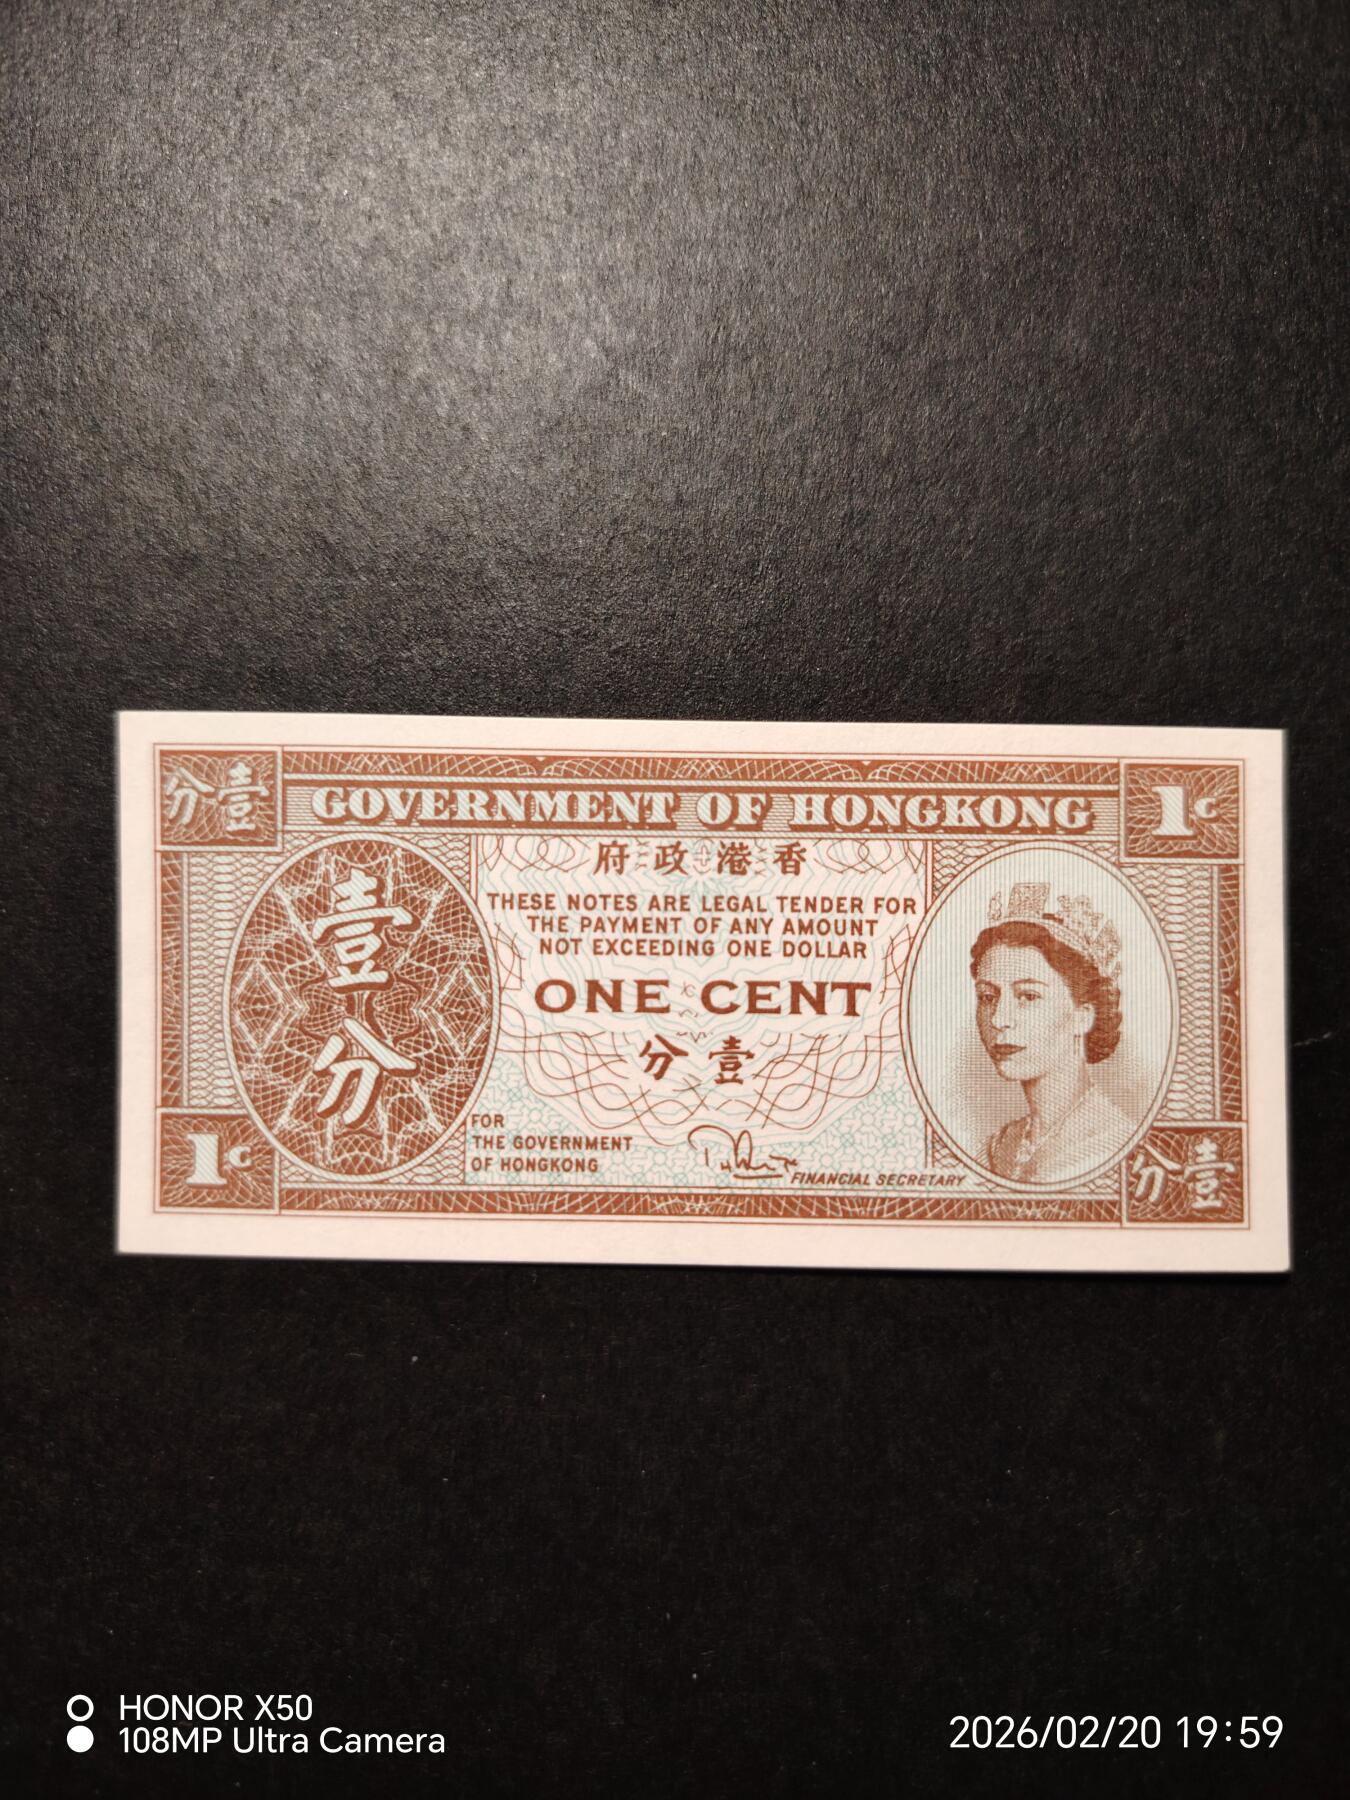 分壹
GOVERNMENT OF HONGKONG
1c
府政港香
壹分
THESE NOTES ARE LEGAL TENDER FOR
THE PAYMENT OF ANY AMOUNT
NOT EXCEEDING ONE DOLLAR
ONE CENT
分壹
FOR
THE GOVERNMENT
OF HONGKONG
FINANCIAL SECRETARY
1c
分壹
HONOR X50
108MP Ultra Camera
2026/02/20 19:59